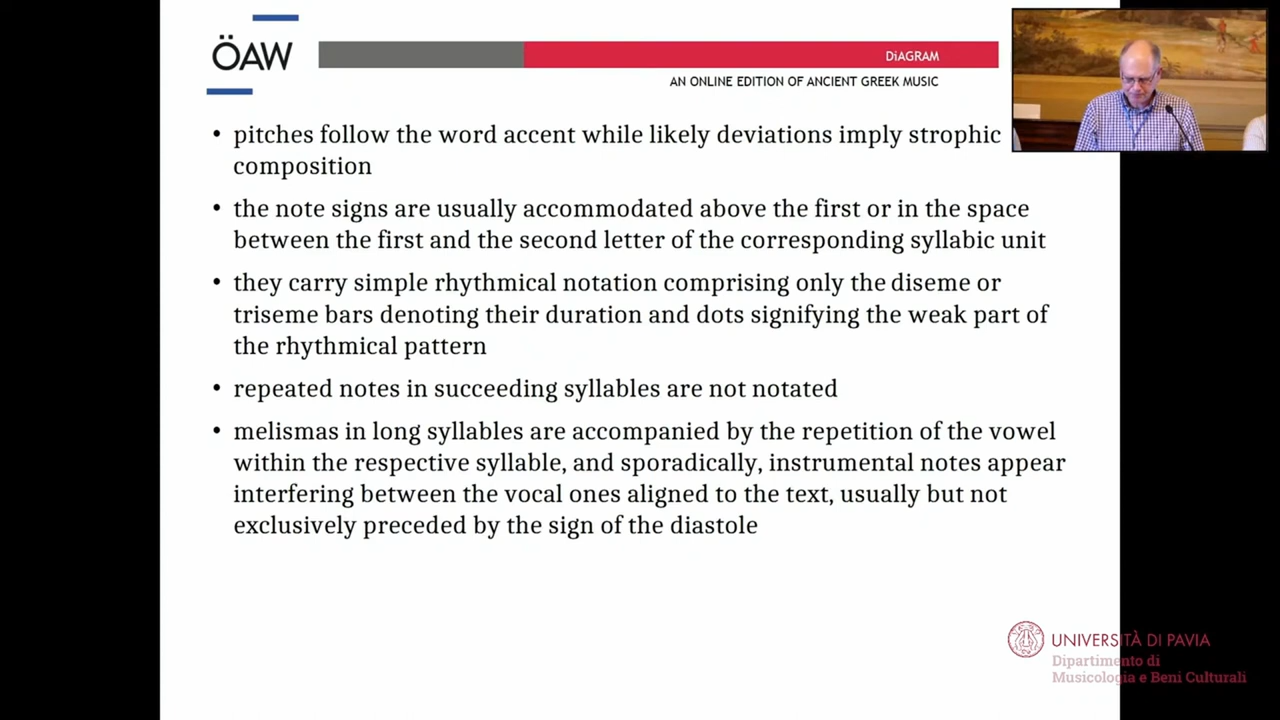 ÖAW
DiAGRAM
AN ONLINE EDITION OF ANCIENT GREEK MUSIC
• pitches follow the word accent while likely deviations imply strophic
composition
• the note signs are usually accommodated above the first or in the space
between the first and the second letter of the corresponding syllabic unit
• they carry simple rhythmical notation comprising only the diseme or
triseme bars denoting their duration and dots signifying the weak part of
the rhythmical pattern
• repeated notes in succeeding syllables are not notated
• melismas in long syllables are accompanied by the repetition of the vowel
within the respective syllable, and sporadically, instrumental notes appear
interfering between the vocal ones aligned to the text, usually but not
exclusively preceded by the sign of the diastole
UNIVERSITÀ DI PAVIA
Dipartimento di
Musicologia e Beni Culturali